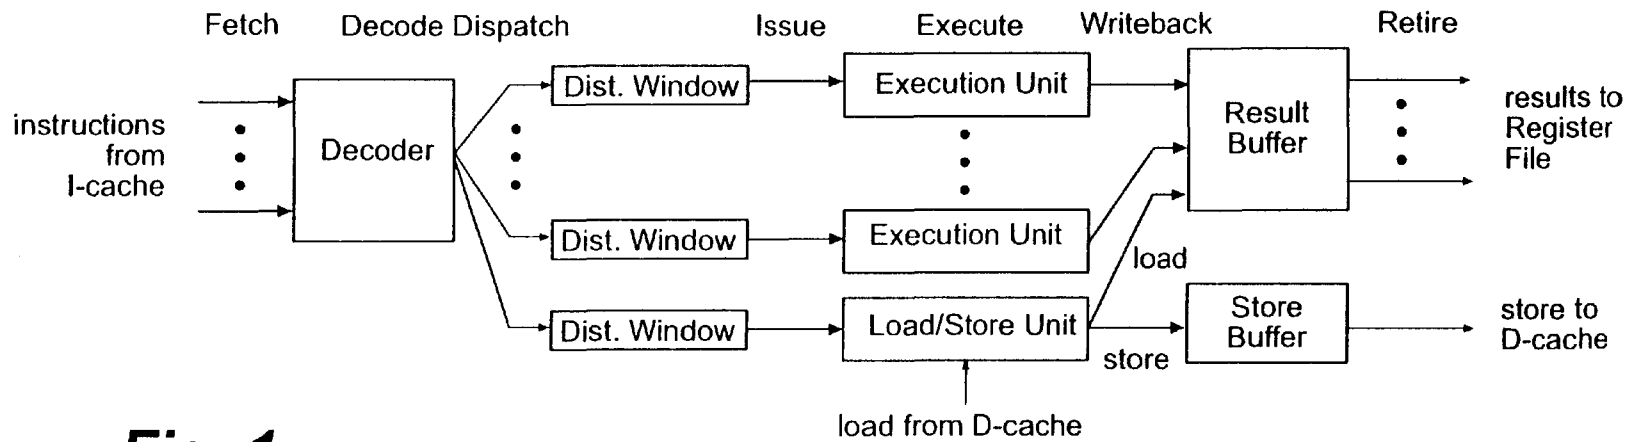 Fetch
Decode Dispatch
Issue
Execute
Writeback
Retire
instructions
from
I-cache
Decoder
Dist. Window
Dist. Window
Dist. Window
Execution Unit
Execution Unit
Load/Store Unit
load from D-cache
load
store
Result
Buffer
Store
Buffer
results to
Register
File
store to
D-cache